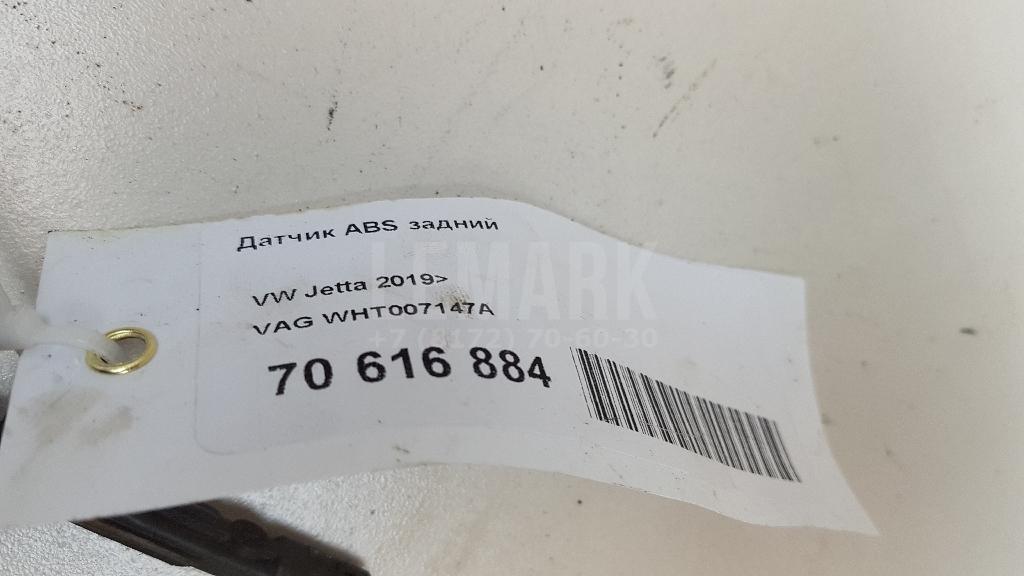 Датчик ABS задний
VW Jetta 2019>
VAG WHT007147A
70 616 884
LEMARK
+7 (8172) 70-60-30